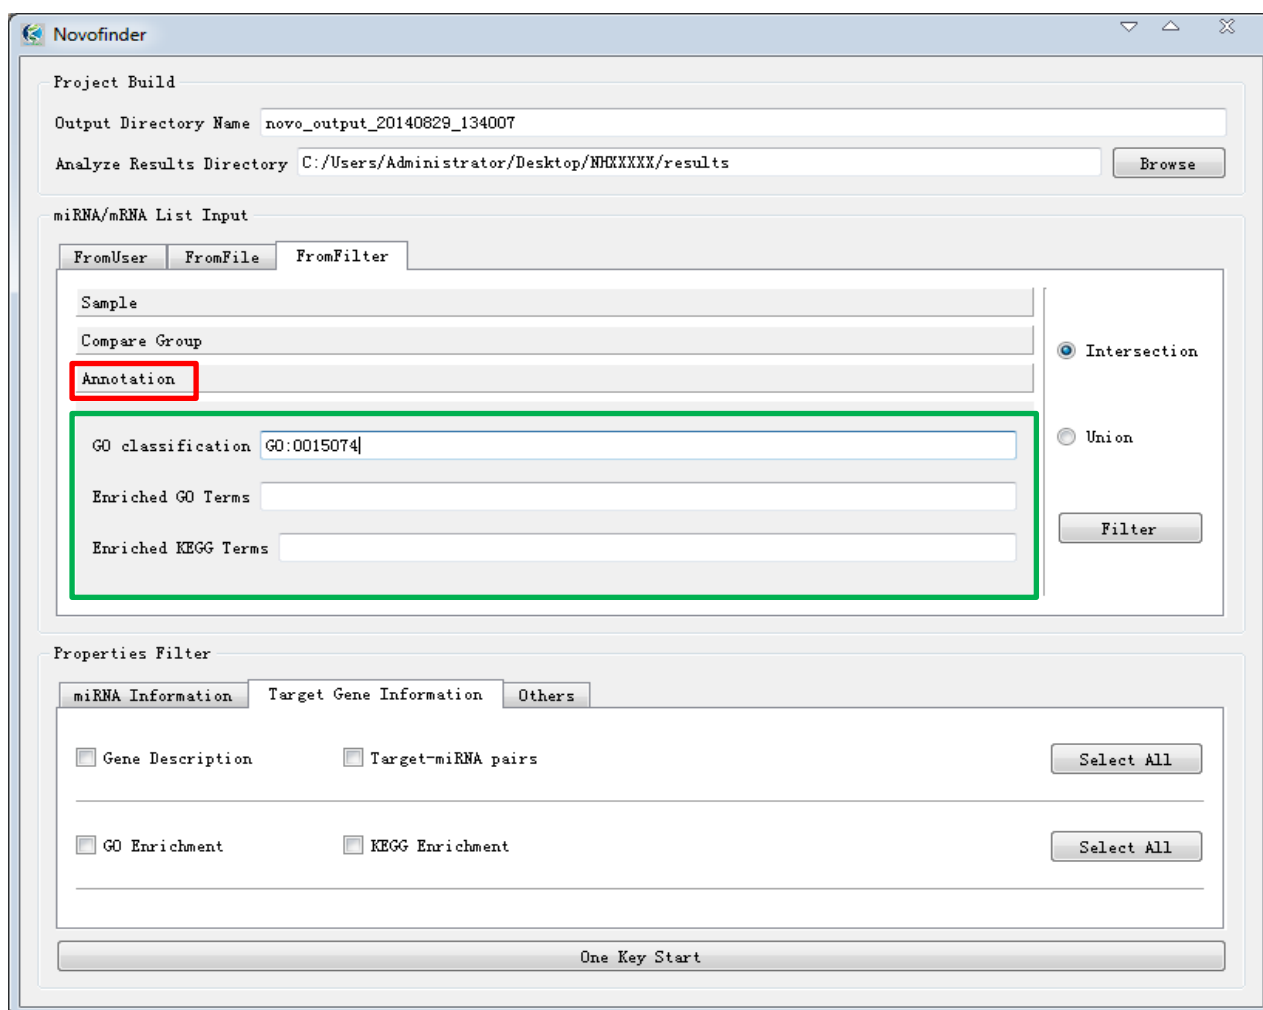 Novofinder
Project Build
Output Directory Name novo_output_20140829_134007
Analyze Results Directory C:/Users/Administrator/Desktop/NHXXXXX/results Browse
miRNA/mRNA List Input
FromUser FromFile FromFilter
Sample
Compare Group
Annotation
Intersection
GO classification GO:0015074
Union
Enriched GO Terms
Enriched KEGG Terms
Filter
Properties Filter
miRNA Information Target Gene Information Others
Gene Description Target-miRNA pairs Select All
GO Enrichment KEGG Enrichment Select All
One Key Start